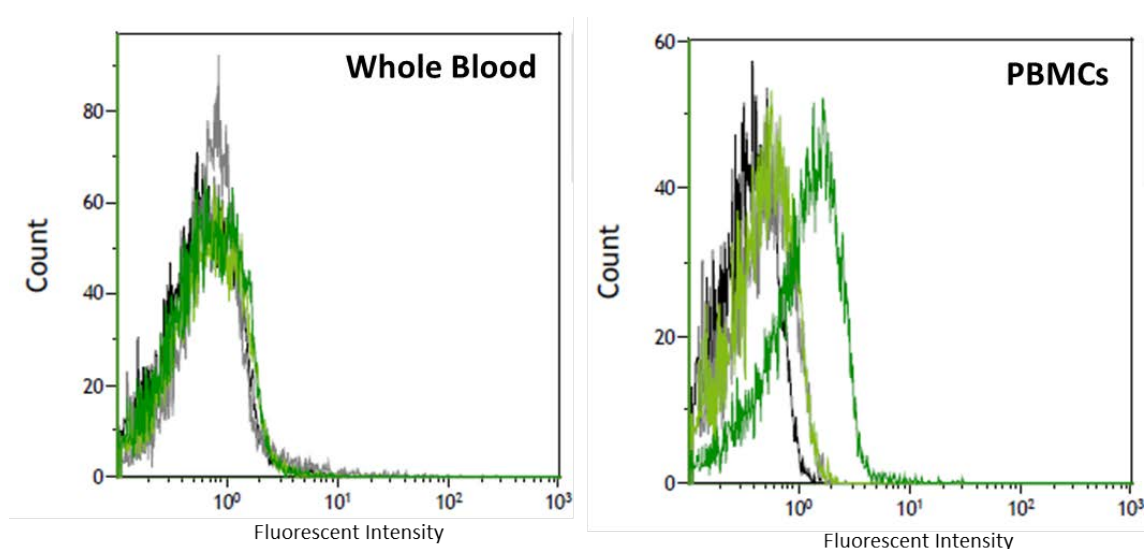 Whole Blood
Count
80
60
40
20
0
10⁰ 10¹ 10² 10³
Fluorescent Intensity
PBMCs
Count
60
40
20
0
10⁰ 10¹ 10² 10³
Fluorescent Intensity